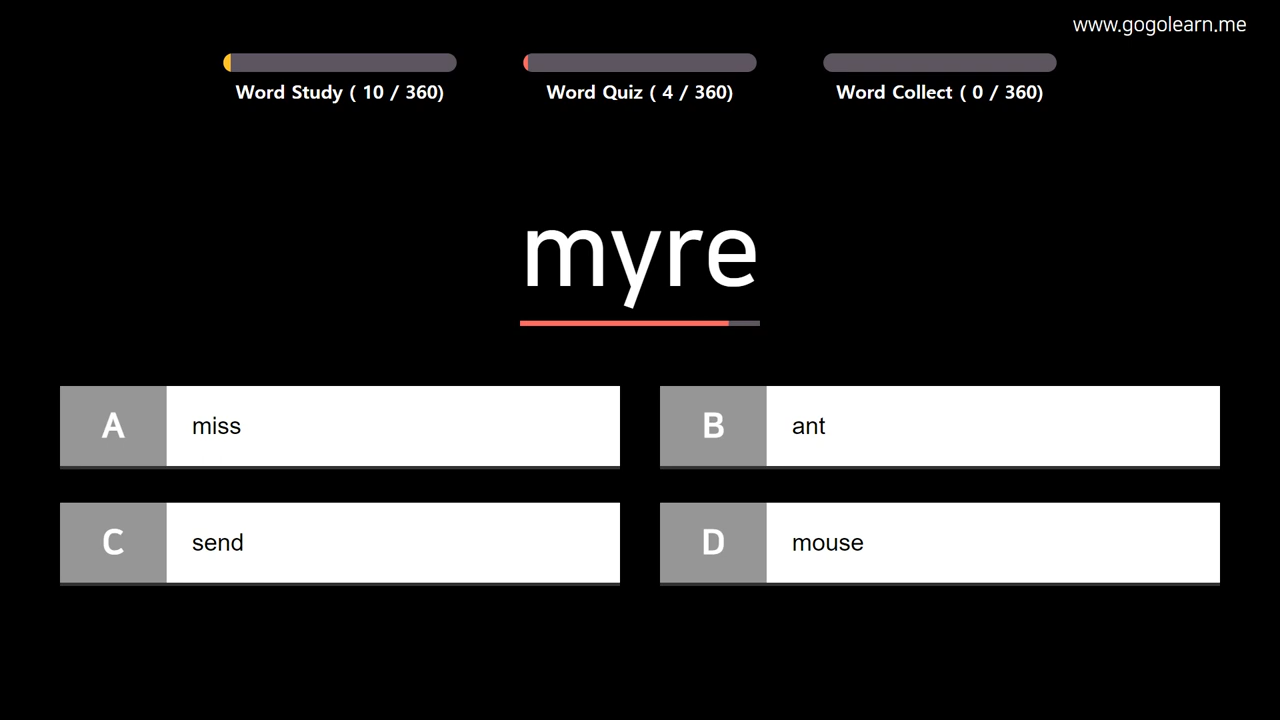 www.gogolearn.me
Word Study ( 10 / 360)
Word Quiz ( 4 / 360)
Word Collect ( 0 / 360)
myre
A miss
B ant
C send
D mouse